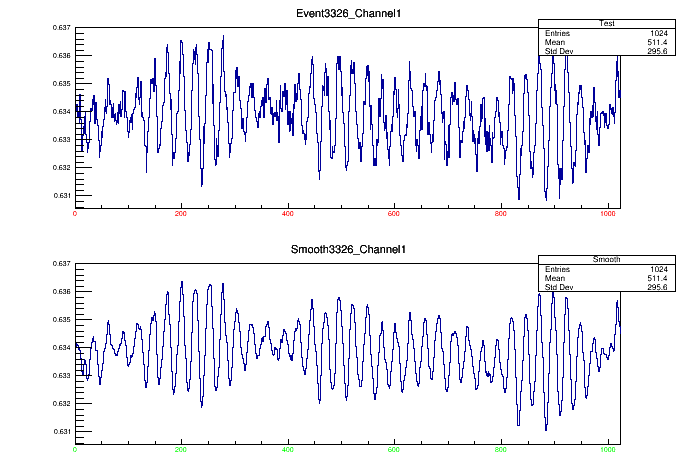 Event3326_Channel1
Test
Entries 1024
Mean 511.4
Std Dev 295.6
0.637
0.636
0.635
0.634
0.633
0.632
0.631
0 200 400 600 800 1000
Smooth3326_Channel1
Smooth
Entries 1024
Mean 511.4
Std Dev 295.6
0.637
0.636
0.635
0.634
0.633
0.632
0.631
0 200 400 600 800 1000